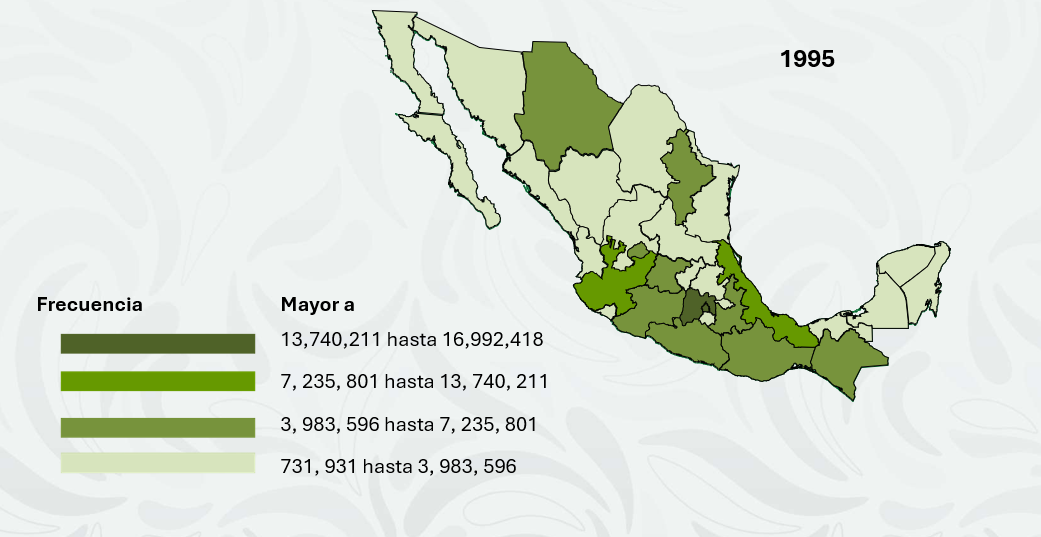 1995
Frecuencia
Mayor a
13,740,211 hasta 16,992,418
7, 235, 801 hasta 13, 740, 211
3, 983, 596 hasta 7, 235, 801
731, 931 hasta 3, 983, 596